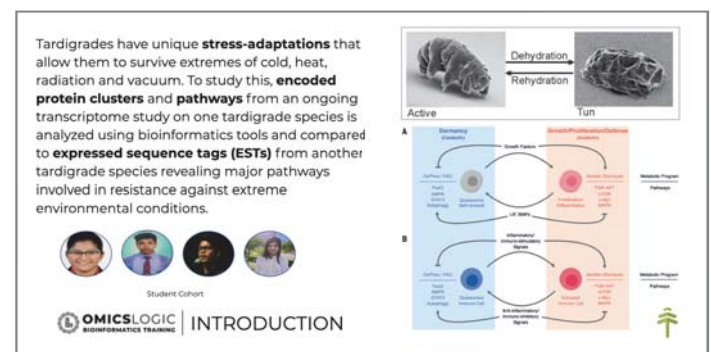 Tardigrades have unique stress-adaptations that
allow them to survive extremes of cold, heat,
radiation and vacuum. To study this, encoded
protein clusters and pathways from an ongoing
transcriptome study on one tardigrade species is
analyzed using bioinformatics tools and compared
to expressed sequence tags (ESTs) from another
tardigrade species revealing major pathways
involved in resistance against extreme
environmental conditions.
Student Cohort
OMICSLOGIC
BIOINFORMATICS TRAINING
INTRODUCTION
Dehydration
Rehydration
Active
Tun
A
Dormancy
Growth/Proliferation/Defense
Growth Factors
Metabolic Program
Pathways
B
Inflammatory/
Immune-stimulatory
Signals
Metabolic Program
Pathways
Anti-Inflammatory/
Immune-inhibitory
Signals